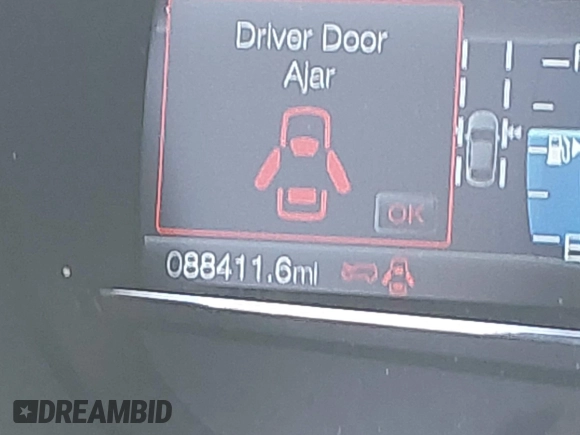 Driver Door
Ajar
OK
088411.6mi
E
DREAMBID